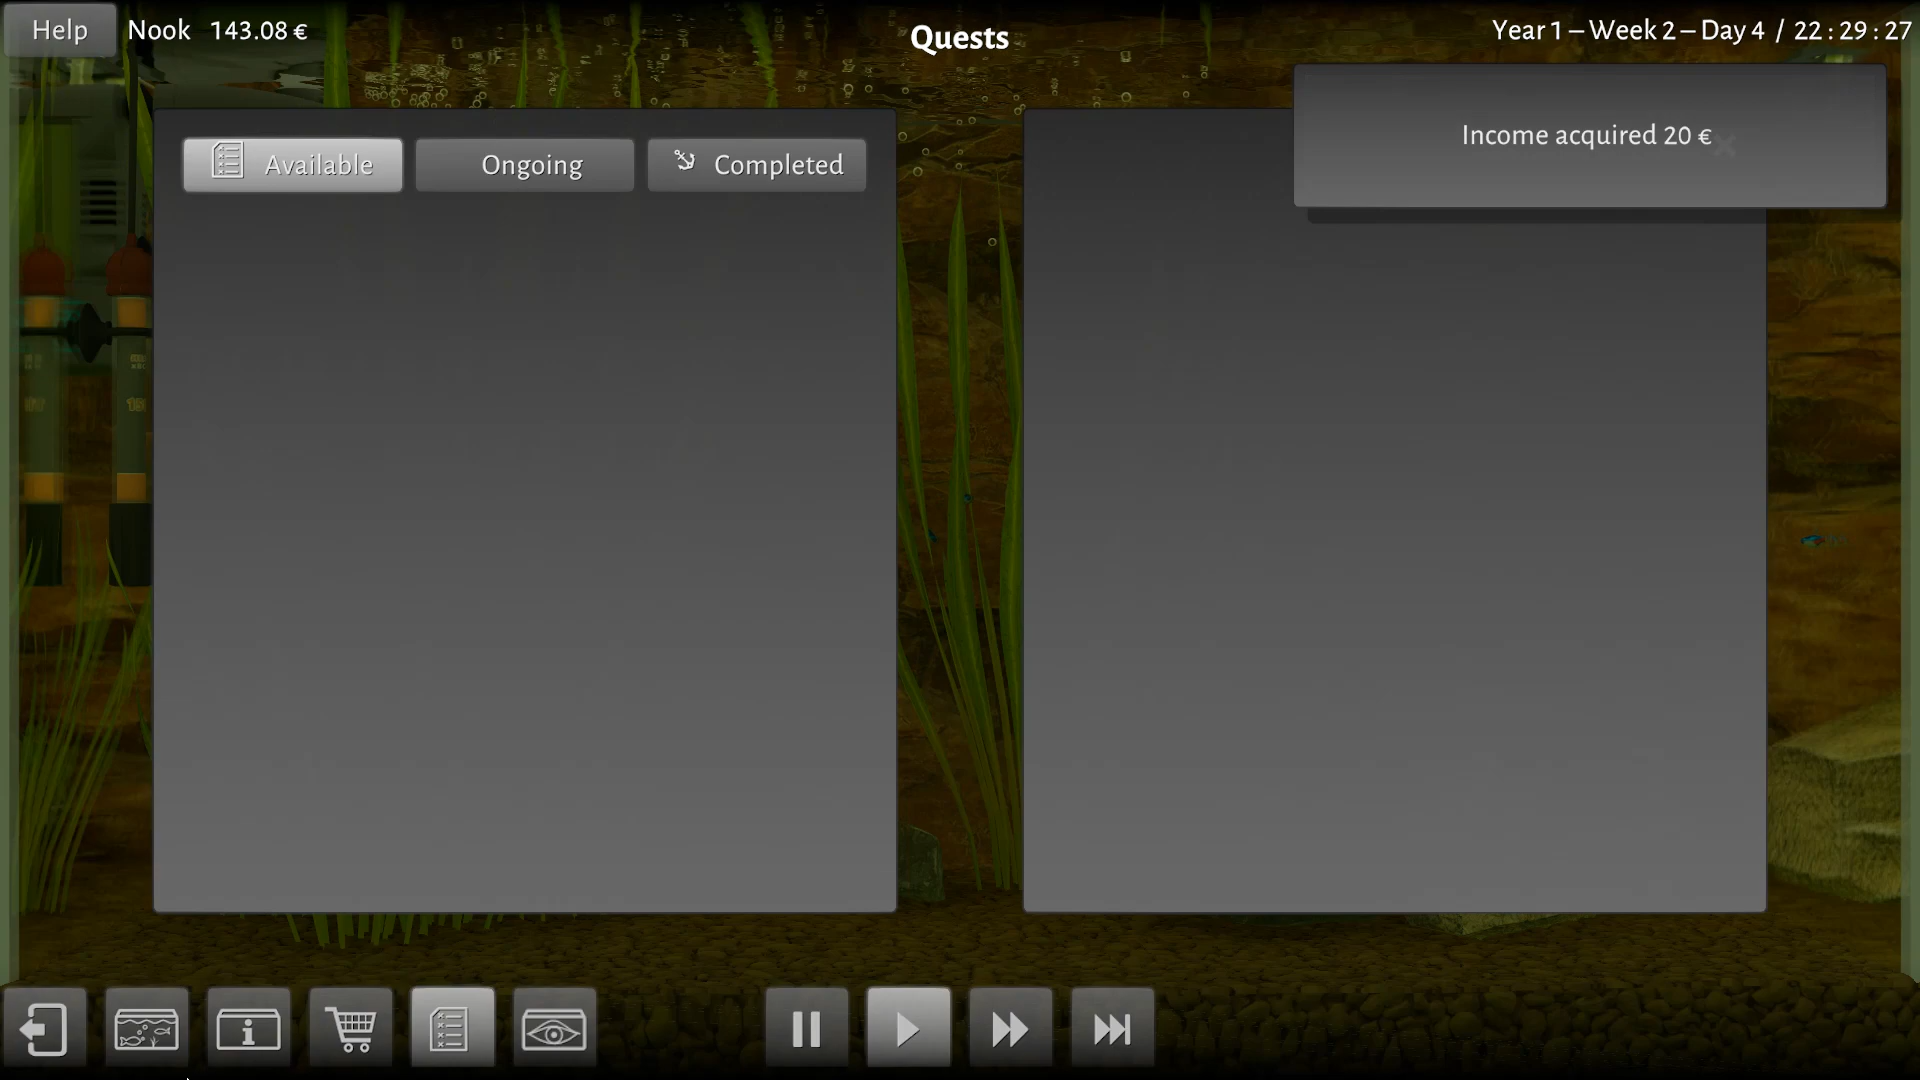 Help
Nook 143.08 €
Quests
Year 1 – Week 2 – Day 4 / 22 : 29 : 27
Income acquired 20 €
Available
Ongoing
Completed